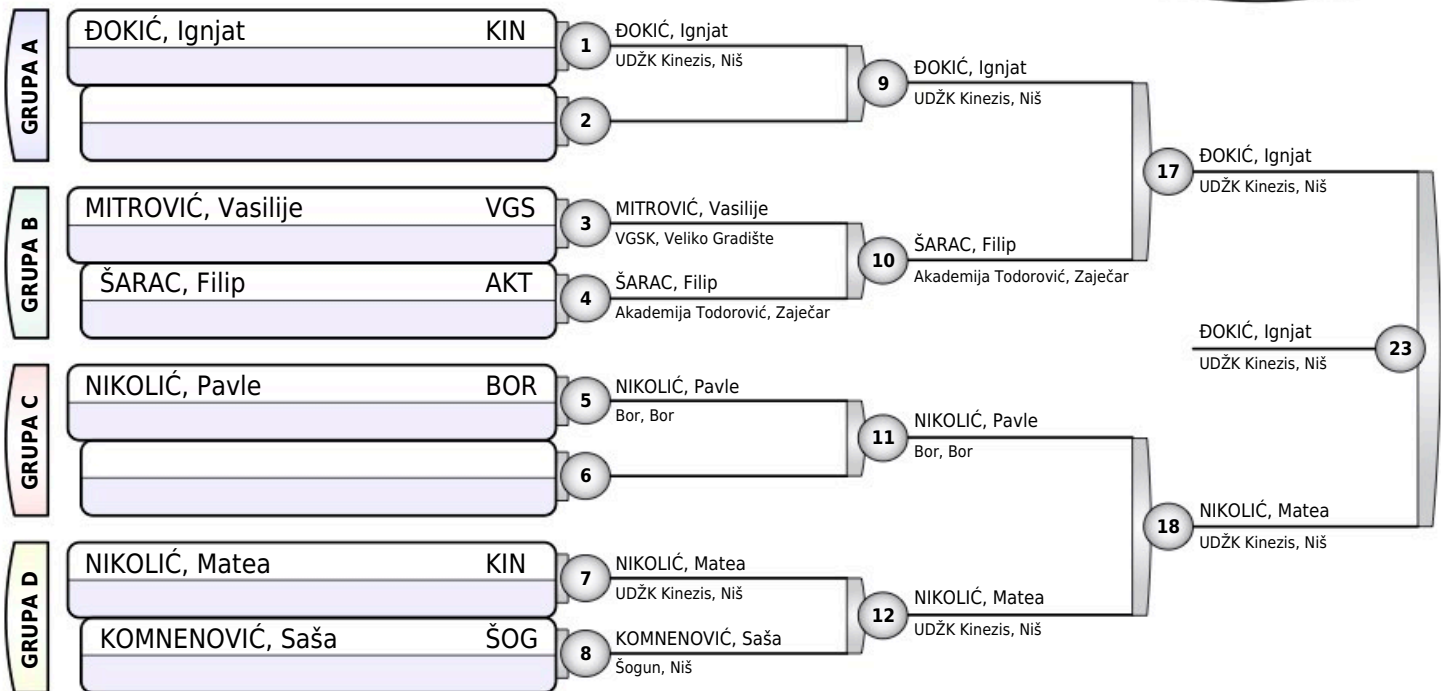 GRUPA A
ĐOKIĆ, Ignjat KIN
1
ĐOKIĆ, Ignjat
UDŽK Kinezis, Niš
2
9
ĐOKIĆ, Ignjat
UDŽK Kinezis, Niš
GRUPA B
MITROVIĆ, Vasilije VGS
3
MITROVIĆ, Vasilije
VGSK, Veliko Gradište
ŠARAC, Filip AKT
4
ŠARAC, Filip
Akademija Todorović, Zaječar
10
ŠARAC, Filip
Akademija Todorović, Zaječar
17
ĐOKIĆ, Ignjat
UDŽK Kinezis, Niš
GRUPA C
NIKOLIĆ, Pavle BOR
5
NIKOLIĆ, Pavle
Bor, Bor
6
11
NIKOLIĆ, Pavle
Bor, Bor
GRUPA D
NIKOLIĆ, Matea KIN
7
NIKOLIĆ, Matea
UDŽK Kinezis, Niš
KOMNENOVIĆ, Saša ŠOG
8
KOMNENOVIĆ, Saša
Šogun, Niš
12
NIKOLIĆ, Matea
UDŽK Kinezis, Niš
18
NIKOLIĆ, Matea
UDŽK Kinezis, Niš
ĐOKIĆ, Ignjat
UDŽK Kinezis, Niš
23